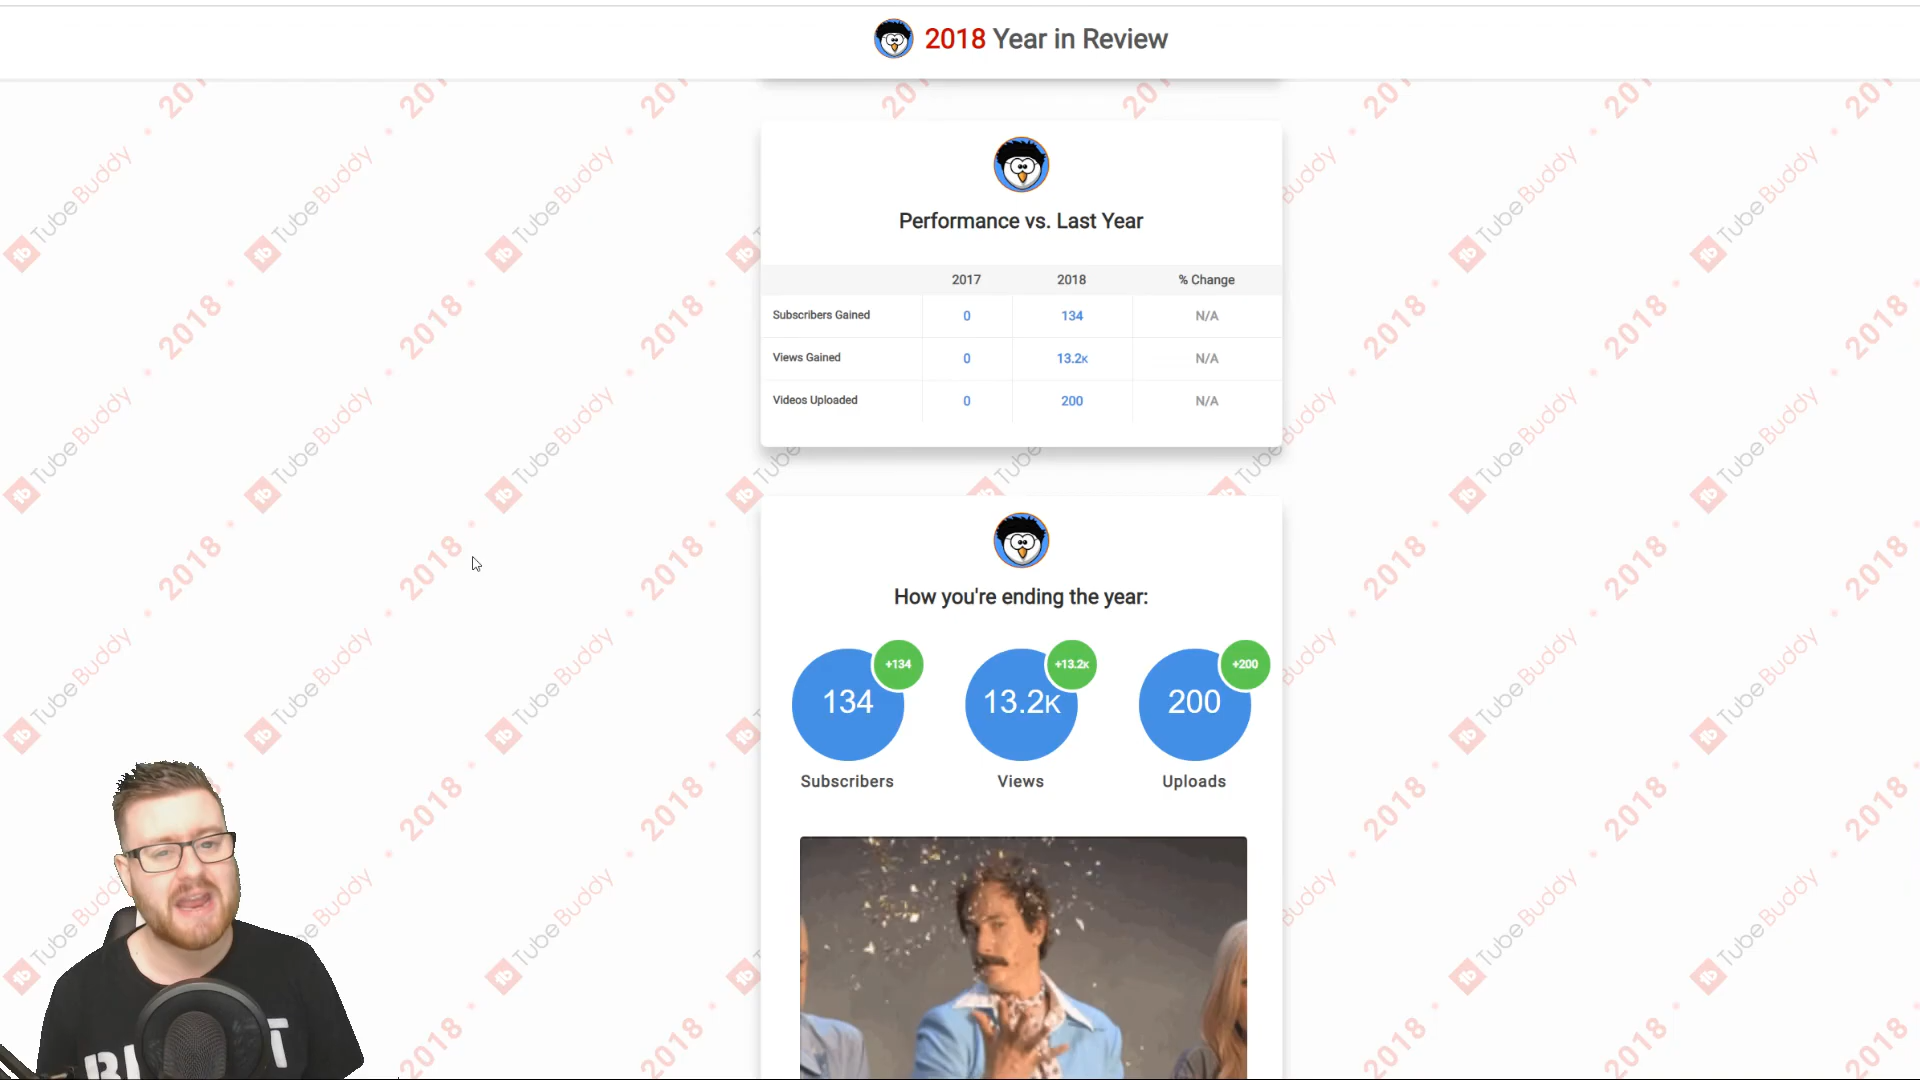 2018 Year in Review
Performance vs. Last Year
2017 2018 % Change
Subscribers Gained 0 134 N/A
Views Gained 0 13.2K N/A
Videos Uploaded 0 200 N/A
How you're ending the year:
134 +134 13.2K +13.2K 200 +200
Subscribers Views Uploads
TubeBuddy • 2018